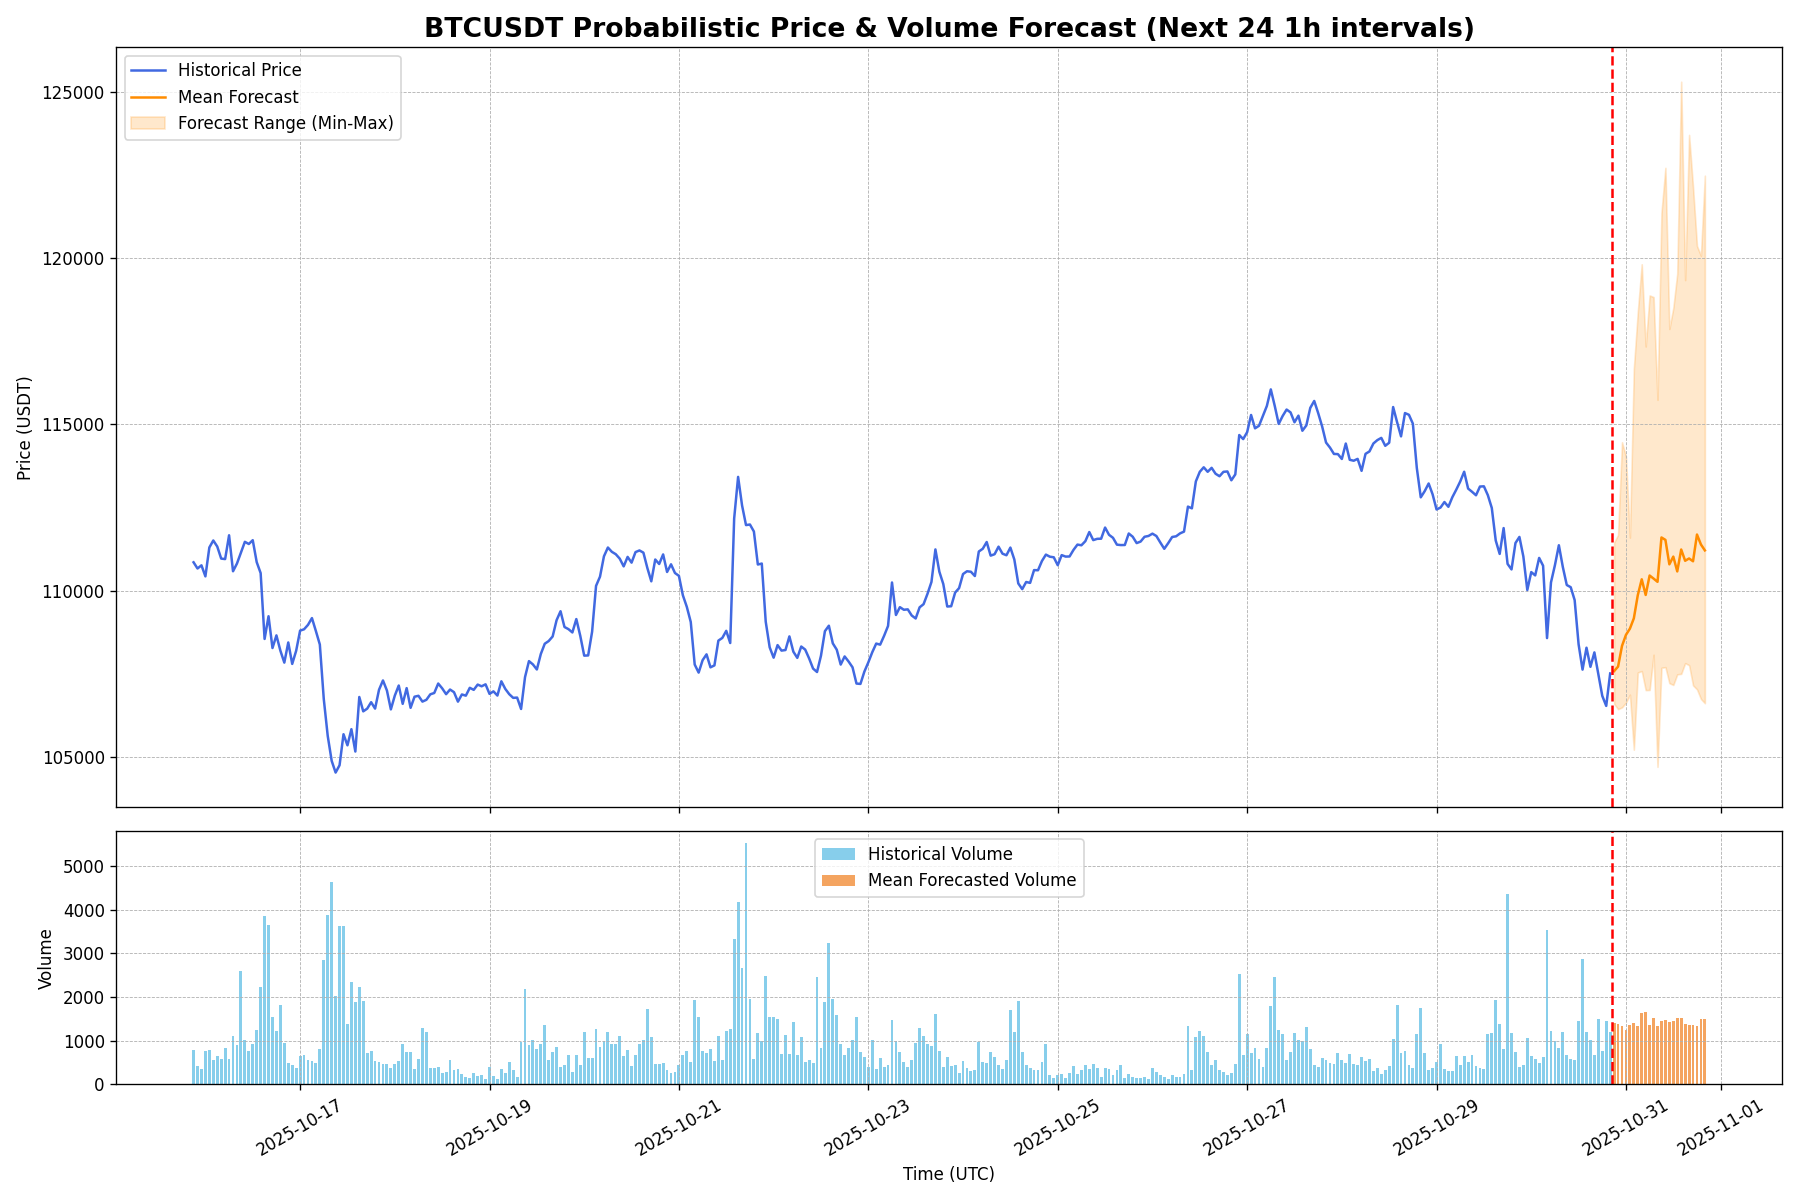 BTCUSDT Probabilistic Price & Volume Forecast (Next 24 1h intervals)
Historical Price
Mean Forecast
Forecast Range (Min-Max)
125000
120000
115000
110000
105000
Price (USDT)
Historical Volume
Mean Forecasted Volume
5000
4000
3000
2000
1000
0
Volume
2025-10-17
2025-10-19
2025-10-21
2025-10-23
2025-10-25
2025-10-27
2025-10-29
2025-10-31
2025-11-01
Time (UTC)